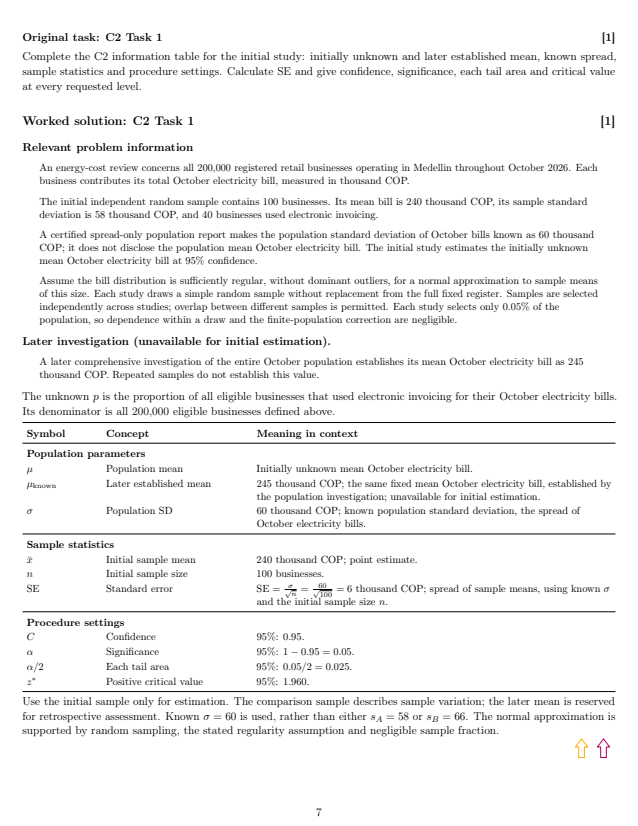 Original task: C2 Task 1 [1]
Complete the C2 information table for the initial study: initially unknown and later established mean, known spread,
sample statistics and procedure settings. Calculate SE and give confidence, significance, each tail area and critical value
at every requested level.
Worked solution: C2 Task 1 [1]
Relevant problem information
An energy-cost review concerns all 200,000 registered retail businesses operating in Medellin throughout October 2026. Each
business contributes its total October electricity bill, measured in thousand COP.
The initial independent random sample contains 100 businesses. Its mean bill is 240 thousand COP, its sample standard
deviation is 58 thousand COP, and 40 businesses used electronic invoicing.
A certified spread-only population report makes the population standard deviation of October bills known as 60 thousand
COP; it does not disclose the population mean October electricity bill. The initial study estimates the initially unknown
mean October electricity bill at 95% confidence.
Assume the bill distribution is sufficiently regular, without dominant outliers, for a normal approximation to sample means
of this size. Each study draws a simple random sample without replacement from the full fixed register. Samples are selected
independently across studies; overlap between different samples is permitted. Each study selects only 0.05% of the
population, so dependence within a draw and the finite-population correction are negligible.
Later investigation (unavailable for initial estimation).
A later comprehensive investigation of the entire October population establishes its mean October electricity bill as 245
thousand COP. Repeated samples do not establish this value.
The unknown p is the proportion of all eligible businesses that used electronic invoicing for their October electricity bills.
Its denominator is all 200,000 eligible businesses defined above.
Symbol Concept Meaning in context
Population parameters
μ Population mean Initially unknown mean October electricity bill.
μknown Later established mean 245 thousand COP; the same fixed mean October electricity bill, established by
the population investigation; unavailable for initial estimation.
σ Population SD 60 thousand COP; known population standard deviation, the spread of
October electricity bills.
Sample statistics
x̄ Initial sample mean 240 thousand COP; point estimate.
n Initial sample size 100 businesses.
SE Standard error SE = σ/√n = 60/√100 = 6 thousand COP; spread of sample means, using known σ
and the initial sample size n.
Procedure settings
C Confidence 95%: 0.95.
α Significance 95%: 1 − 0.95 = 0.05.
α/2 Each tail area 95%: 0.05/2 = 0.025.
z* Positive critical value 95%: 1.960.
Use the initial sample only for estimation. The comparison sample describes sample variation; the later mean is reserved
for retrospective assessment. Known σ = 60 is used, rather than either sA = 58 or sB = 66. The normal approximation is
supported by random sampling, the stated regularity assumption and negligible sample fraction.
7